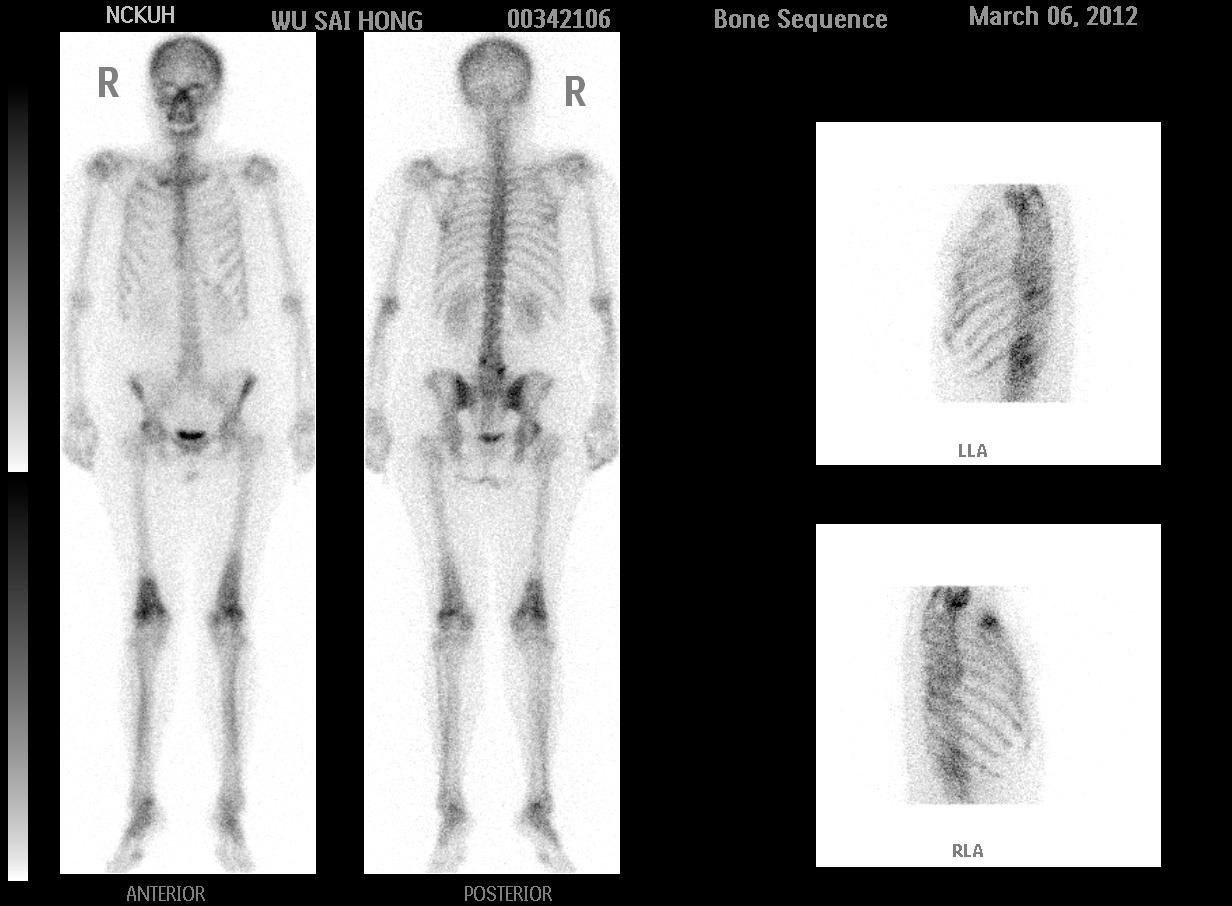 NCKUH WU SAI HONG 00342106 Bone Sequence March 06, 2012
R R
LLA
RLA
ANTERIOR POSTERIOR